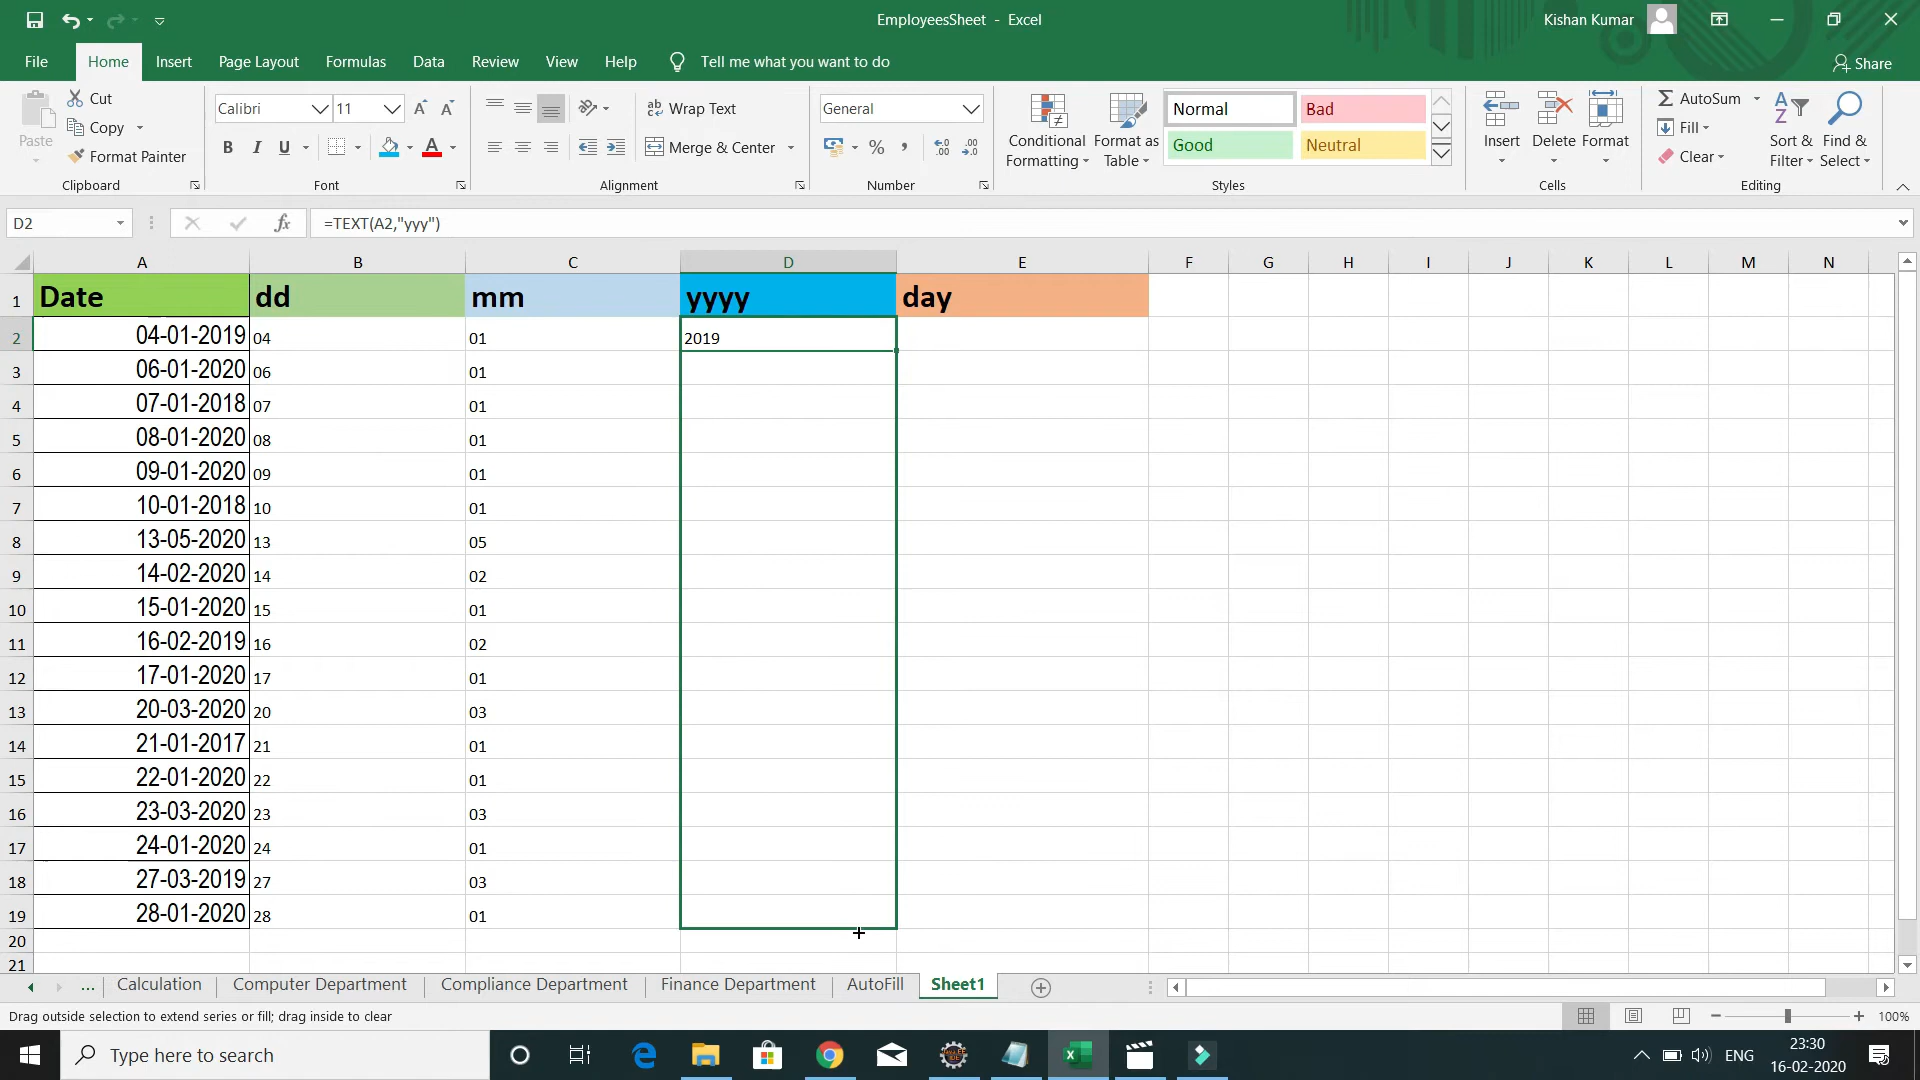 EmployeesSheet - Excel
Kishan Kumar
File Home Insert Page Layout Formulas Data Review View Help Tell me what you want to do Share
Paste
Cut
Copy
Format Painter
Clipboard
Calibri 11
B I U
Font
Wrap Text
Merge & Center
Alignment
General
Number
Conditional Formatting
Format as Table
Normal Bad
Good Neutral
Styles
Insert Delete Format
Cells
AutoSum
Fill
Clear
Sort & Filter
Find & Select
Editing
D2 fx =TEXT(A2,"yyy")
A B C D E F G H I J K L M N
1 Date dd mm yyyy day
2 04-01-2019 04 01 2019
3 06-01-2020 06 01
4 07-01-2018 07 01
5 08-01-2020 08 01
6 09-01-2020 09 01
7 10-01-2018 10 01
8 13-05-2020 13 05
9 14-02-2020 14 02
10 15-01-2020 15 01
11 16-02-2019 16 02
12 17-01-2020 17 01
13 20-03-2020 20 03
14 21-01-2017 21 01
15 22-01-2020 22 01
16 23-03-2020 23 03
17 24-01-2020 24 01
18 27-03-2019 27 03
19 28-01-2020 28 01
20
21
... Calculation Computer Department Compliance Department Finance Department AutoFill Sheet1
Drag outside selection to extend series or fill; drag inside to clear
100%
Type here to search
ENG
23:30
16-02-2020